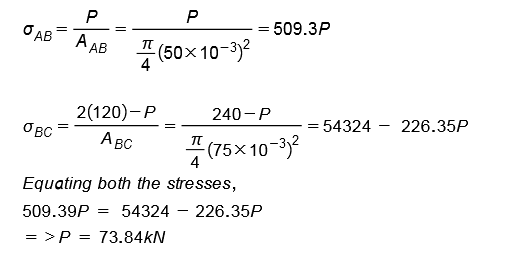 σ_AB = P / A_AB = P / (π/4 (50×10⁻³)²) = 509.3P
σ_BC = 2(120)−P / A_BC = 240−P / (π/4 (75×10⁻³)²) = 54324 − 226.35P
Equating both the stresses,
509.39P = 54324 − 226.35P
= >P = 73.84kN